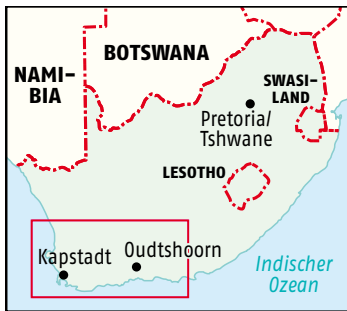 BOTSWANA
NAMI-
BIA
SWASI-
LAND
Pretoria/
Tshwane
LESOTHO
Kapstadt
Oudtshoorn
Indischer
Ozean